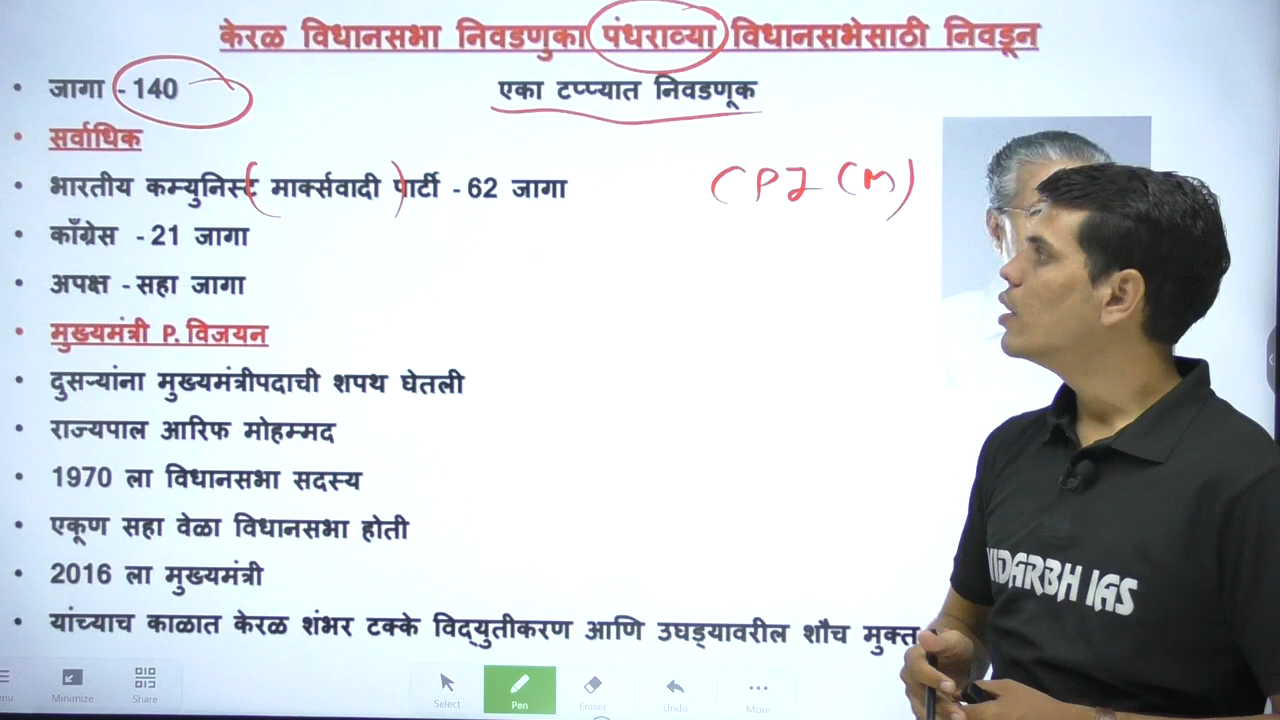 केरळ विधानसभा निवडणुका पंधराव्या विधानसभेसाठी निवडून
जागा - 140
एका टप्प्यात निवडणूक
सर्वाधिक
भारतीय कम्युनिस्ट मार्क्सवादी पार्टी - 62 जागा
CPI (M)
काँग्रेस - 21 जागा
अपक्ष - सहा जागा
मुख्यमंत्री P. विजयन
दुसऱ्यांना मुख्यमंत्रीपदाची शपथ घेतली
राज्यपाल आरिफ मोहम्मद
1970 ला विधानसभा सदस्य
एकूण सहा वेळा विधानसभा होती
2016 ला मुख्यमंत्री
यांच्याच काळात केरळ शंभर टक्के विद्युतीकरण आणि उघड्यावरील शौच मुक्त
VIDARBH IAS
enu Minimize Share Select Pen Eraser Undo More